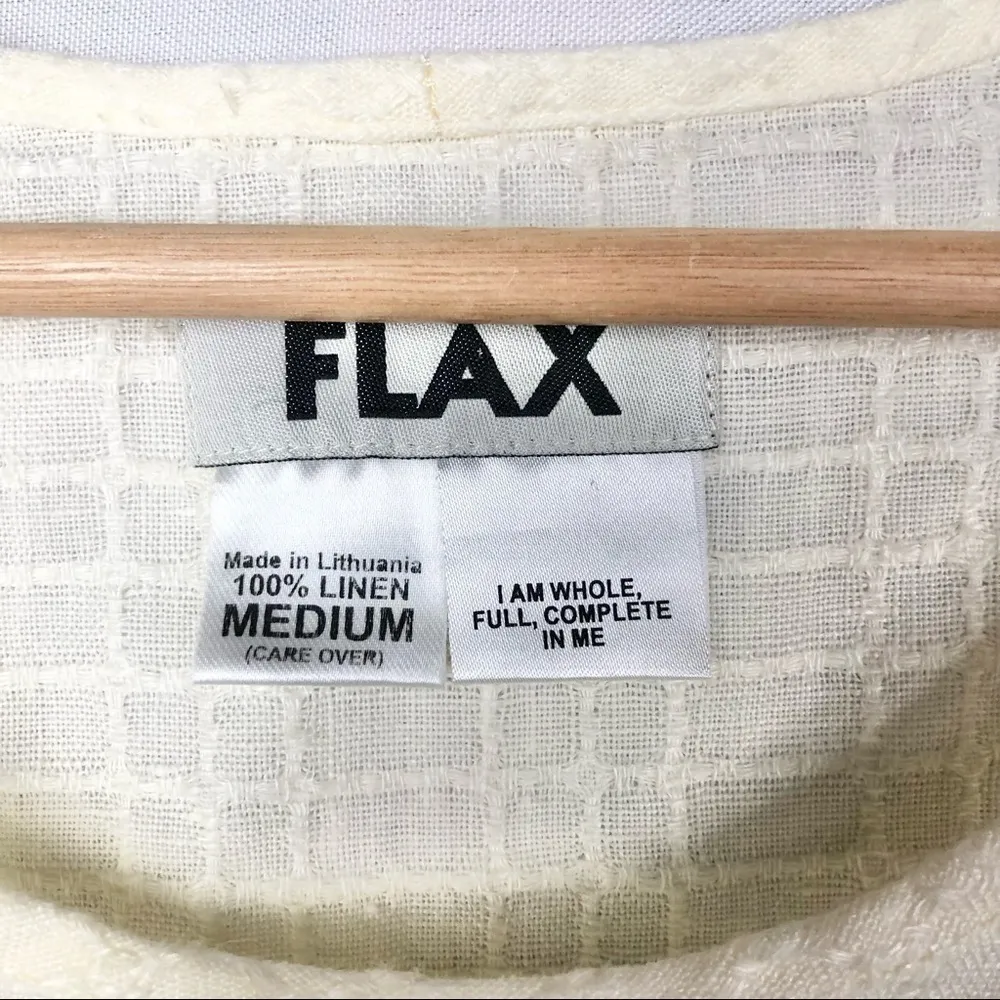 FLAX
Made in Lithuania
100% LINEN
MEDIUM
(CARE OVER)
I AM WHOLE,
FULL, COMPLETE
IN ME